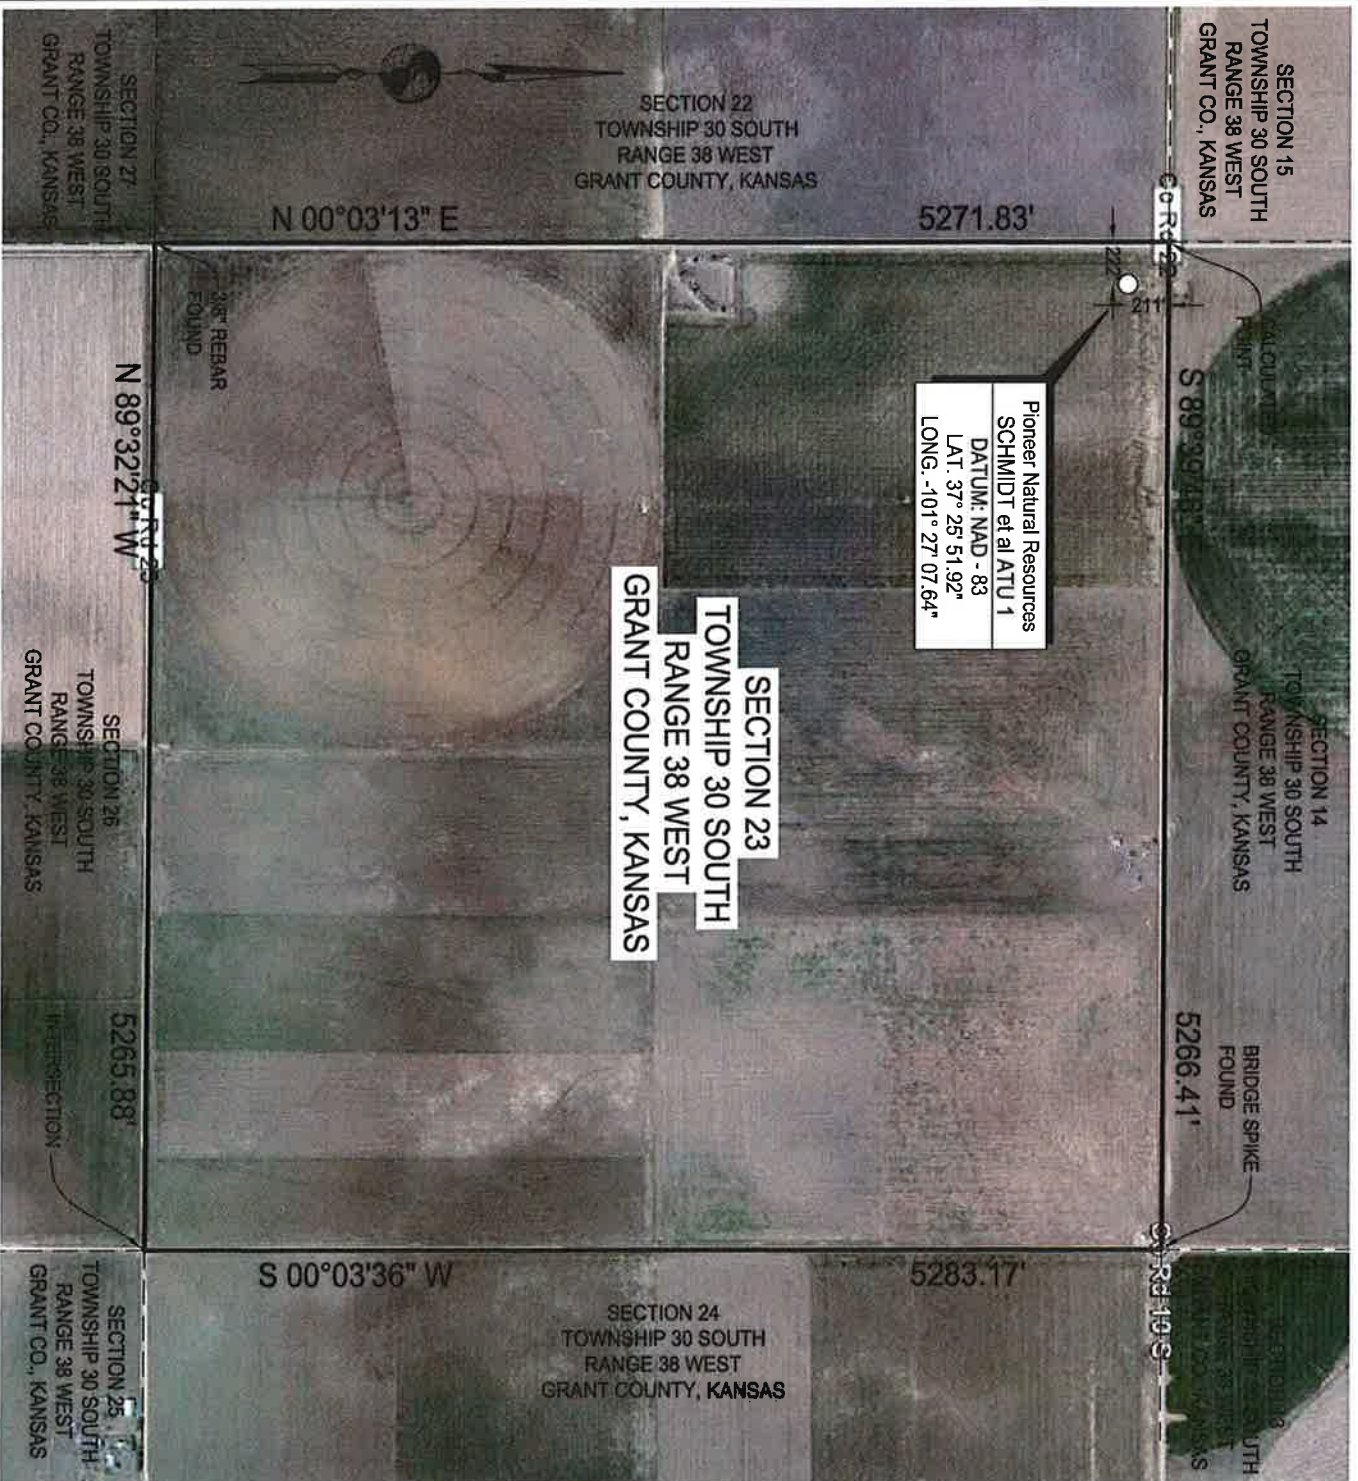 SECTION 15
TOWNSHIP 30 SOUTH
RANGE 38 WEST
GRANT CO., KANSAS
SECTION 22
TOWNSHIP 30 SOUTH
RANGE 38 WEST
GRANT COUNTY, KANSAS
SECTION 27
TOWNSHIP 30 SOUTH
RANGE 38 WEST
GRANT CO., KANSAS
N 00°03'13" E
5271.83'
222'
211'
POINT
3/8" REBAR
FOUND
Pioneer Natural Resources
SCHMIDT et al ATU 1
DATUM: NAD - 83
LAT. 37° 25' 51.92"
LONG. -101° 27' 07.64"
N 89°32'21" W
5265.88'
5266.41'
SECTION 14
TOWNSHIP 30 SOUTH
RANGE 38 WEST
GRANT COUNTY, KANSAS
SECTION 23
TOWNSHIP 30 SOUTH
RANGE 38 WEST
GRANT COUNTY, KANSAS
SECTION 26
TOWNSHIP 30 SOUTH
RANGE 38 WEST
GRANT COUNTY, KANSAS
BRIDGE SPIKE
FOUND
INTERSECTION
Co Rd 10 S
S 00°03'36" W
5283.17'
SECTION 24
TOWNSHIP 30 SOUTH
RANGE 38 WEST
GRANT COUNTY, KANSAS
SECTION 25
TOWNSHIP 30 SOUTH
RANGE 38 WEST
GRANT CO., KANSAS